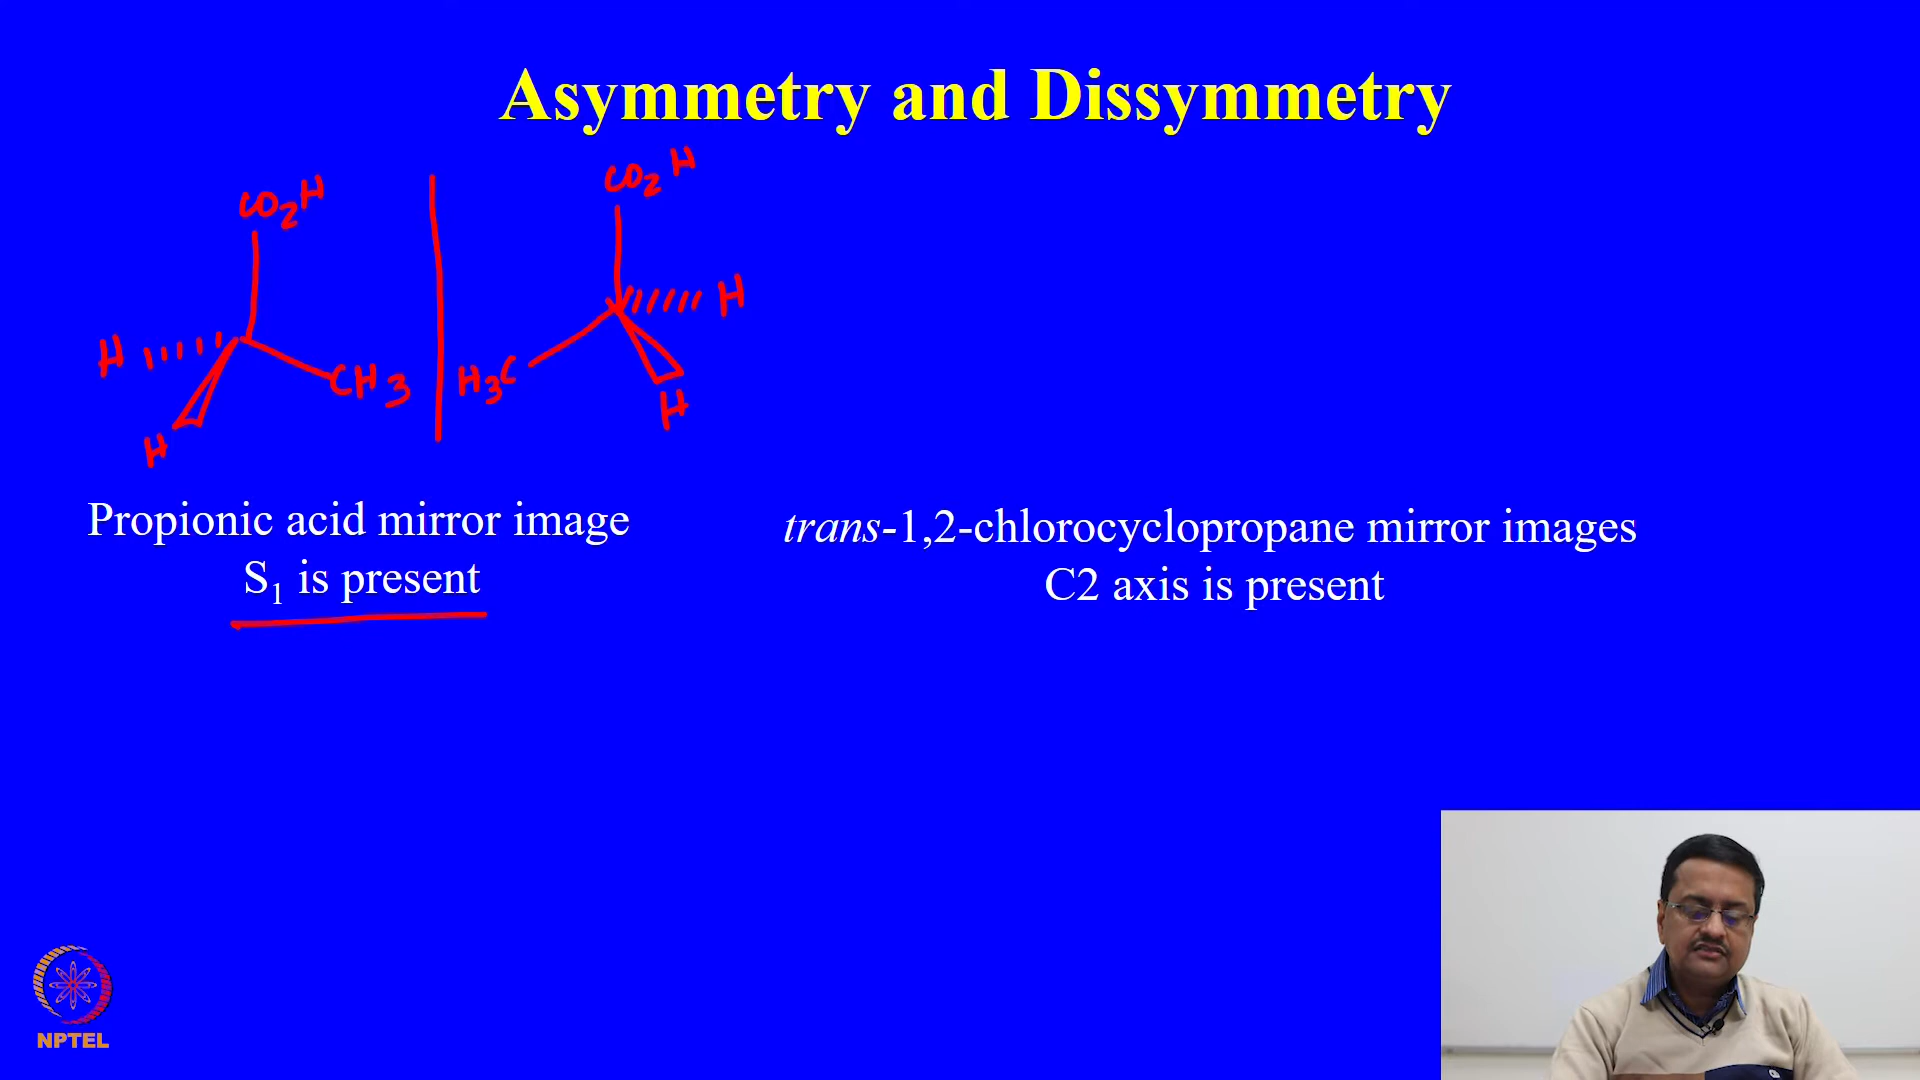 Asymmetry and Dissymmetry
CO₂H
CO₂H
H
H
CH₃
H₃C
H
H
Propionic acid mirror image
S₁ is present
trans-1,2-chlorocyclopropane mirror images
C2 axis is present
NPTEL